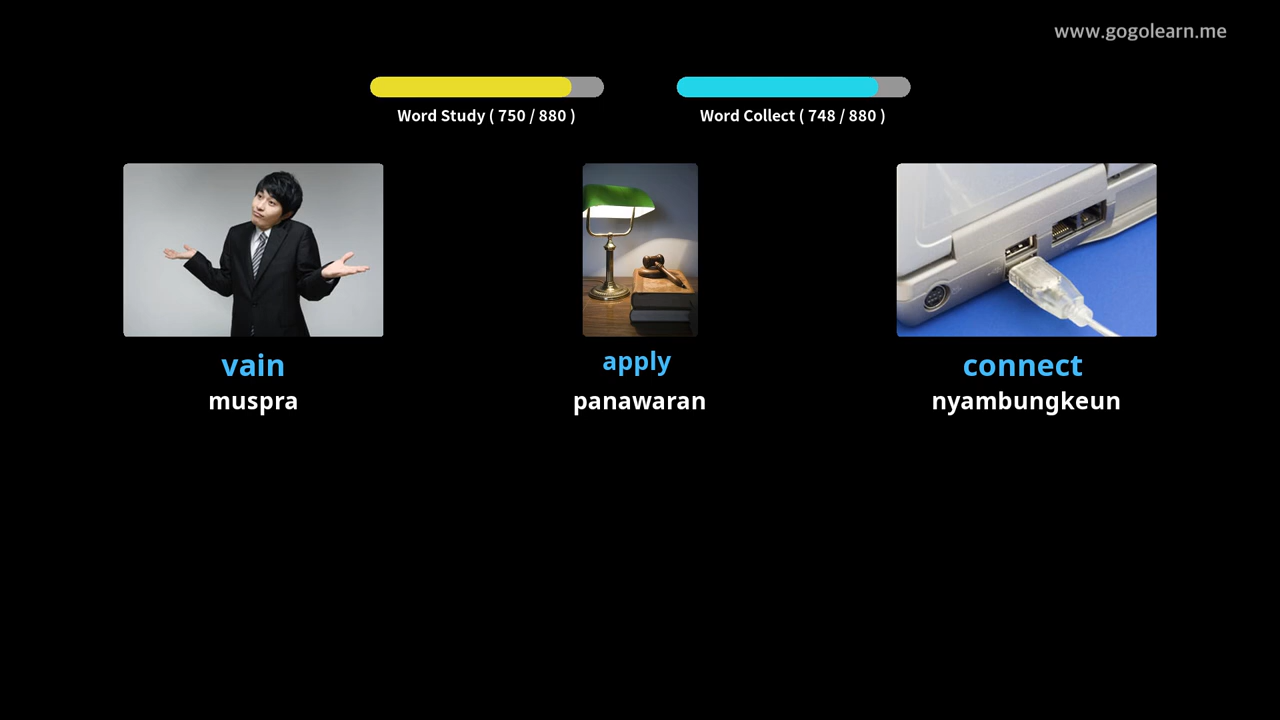 www.gogolearn.me
Word Study ( 750 / 880 )
Word Collect ( 748 / 880 )
vain
muspra
apply
panawaran
connect
nyambungkeun